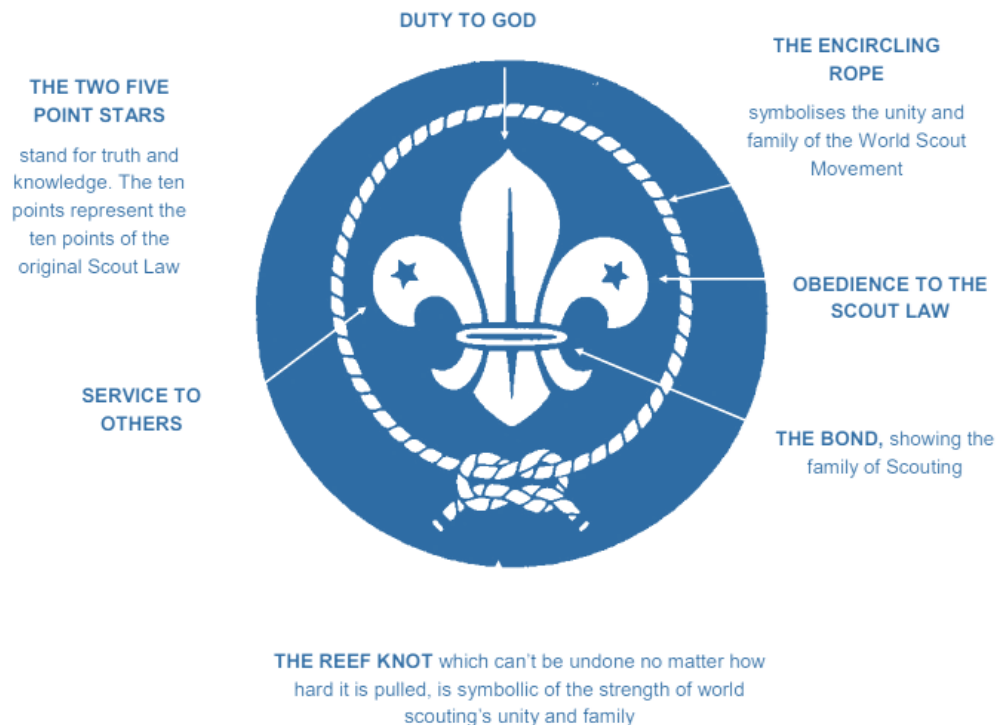 DUTY TO GOD
THE ENCIRCLING
ROPE
symbolises the unity and
family of the World Scout
Movement
THE TWO FIVE
POINT STARS
stand for truth and
knowledge. The ten
points represent the
ten points of the
original Scout Law
OBEDIENCE TO THE
SCOUT LAW
SERVICE TO
OTHERS
THE BOND, showing the
family of Scouting
THE REEF KNOT which can't be undone no matter how
hard it is pulled, is symbollic of the strength of world
scouting's unity and family